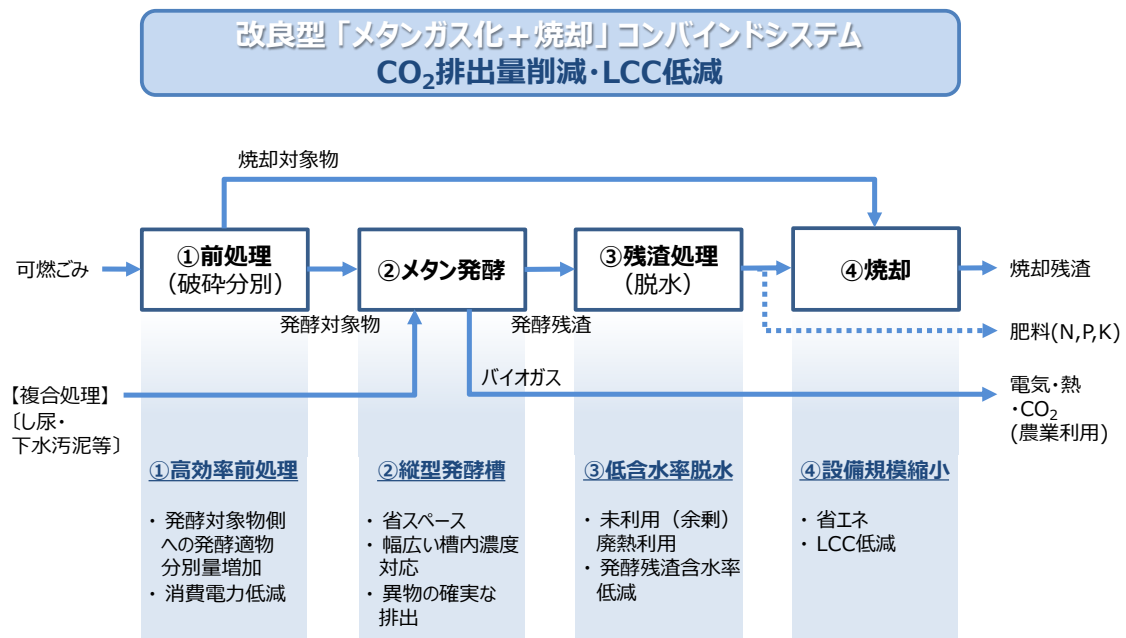 改良型「メタンガス化＋焼却」コンバインドシステム
CO2排出量削減・LCC低減
焼却対象物
可燃ごみ
①前処理
（破砕分別）
②メタン発酵
③残渣処理
（脱水）
④焼却
焼却残渣
発酵対象物
発酵残渣
肥料(N,P,K)
バイオガス
【複合処理】
〔し尿・
下水汚泥等〕
電気・熱
・CO2
(農業利用)
①高効率前処理
・ 発酵対象物側
への発酵適物
分別量増加
・ 消費電力低減
②縦型発酵槽
・ 省スペース
・ 幅広い槽内濃度
対応
・ 異物の確実な
排出
③低含水率脱水
・ 未利用（余剰）
廃熱利用
・ 発酵残渣含水率
低減
④設備規模縮小
・ 省エネ
・ LCC低減